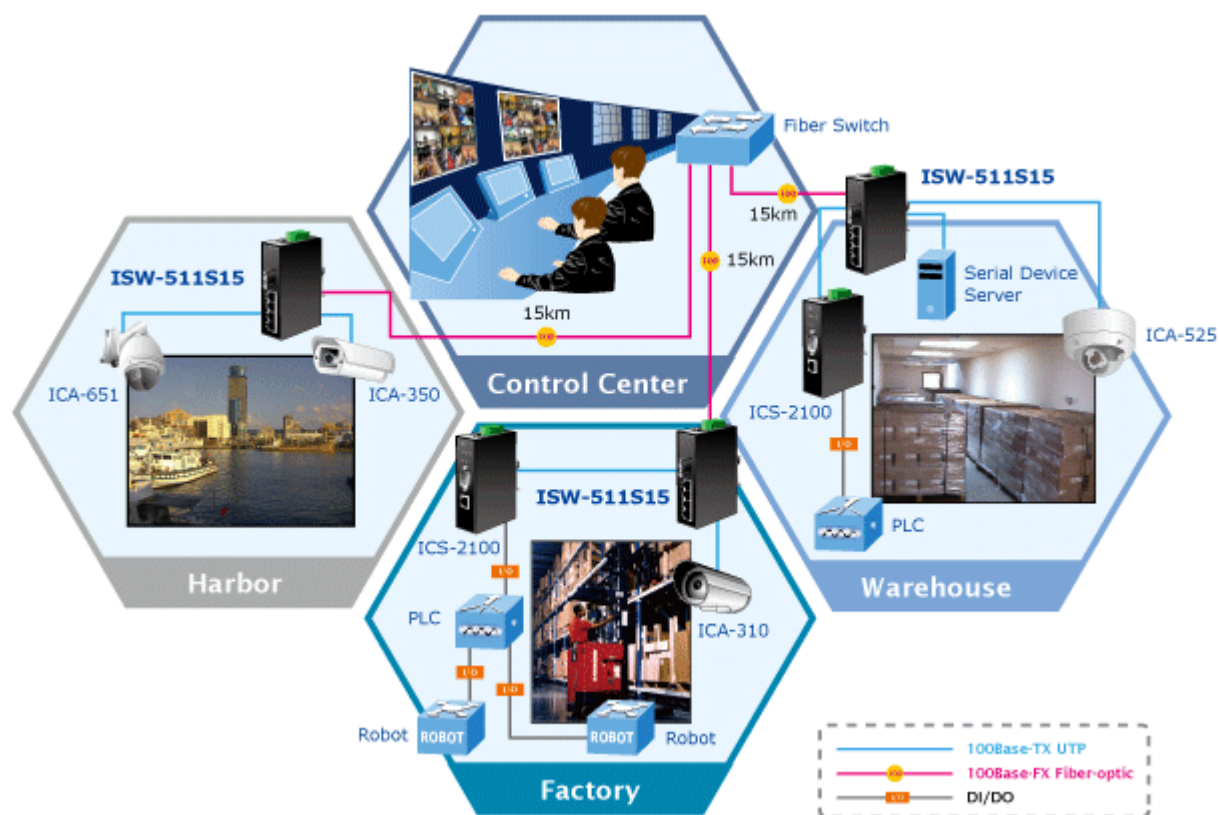 Fiber Switch
ISW-511S15
15km
15km
Serial Device
Server
ISW-511S15
15km
ICA-525
ICA-651
ICA-350
Control Center
ICS-2100
I/O
ISW-511S15
PLC
ICS-2100
Harbor
I/O
Warehouse
PLC
ICA-310
I/O
I/O
Robot
ROBOT
ROBOT
Robot
Factory
100Base-TX UTP
100Base-FX Fiber-optic
DI/DO
I/O